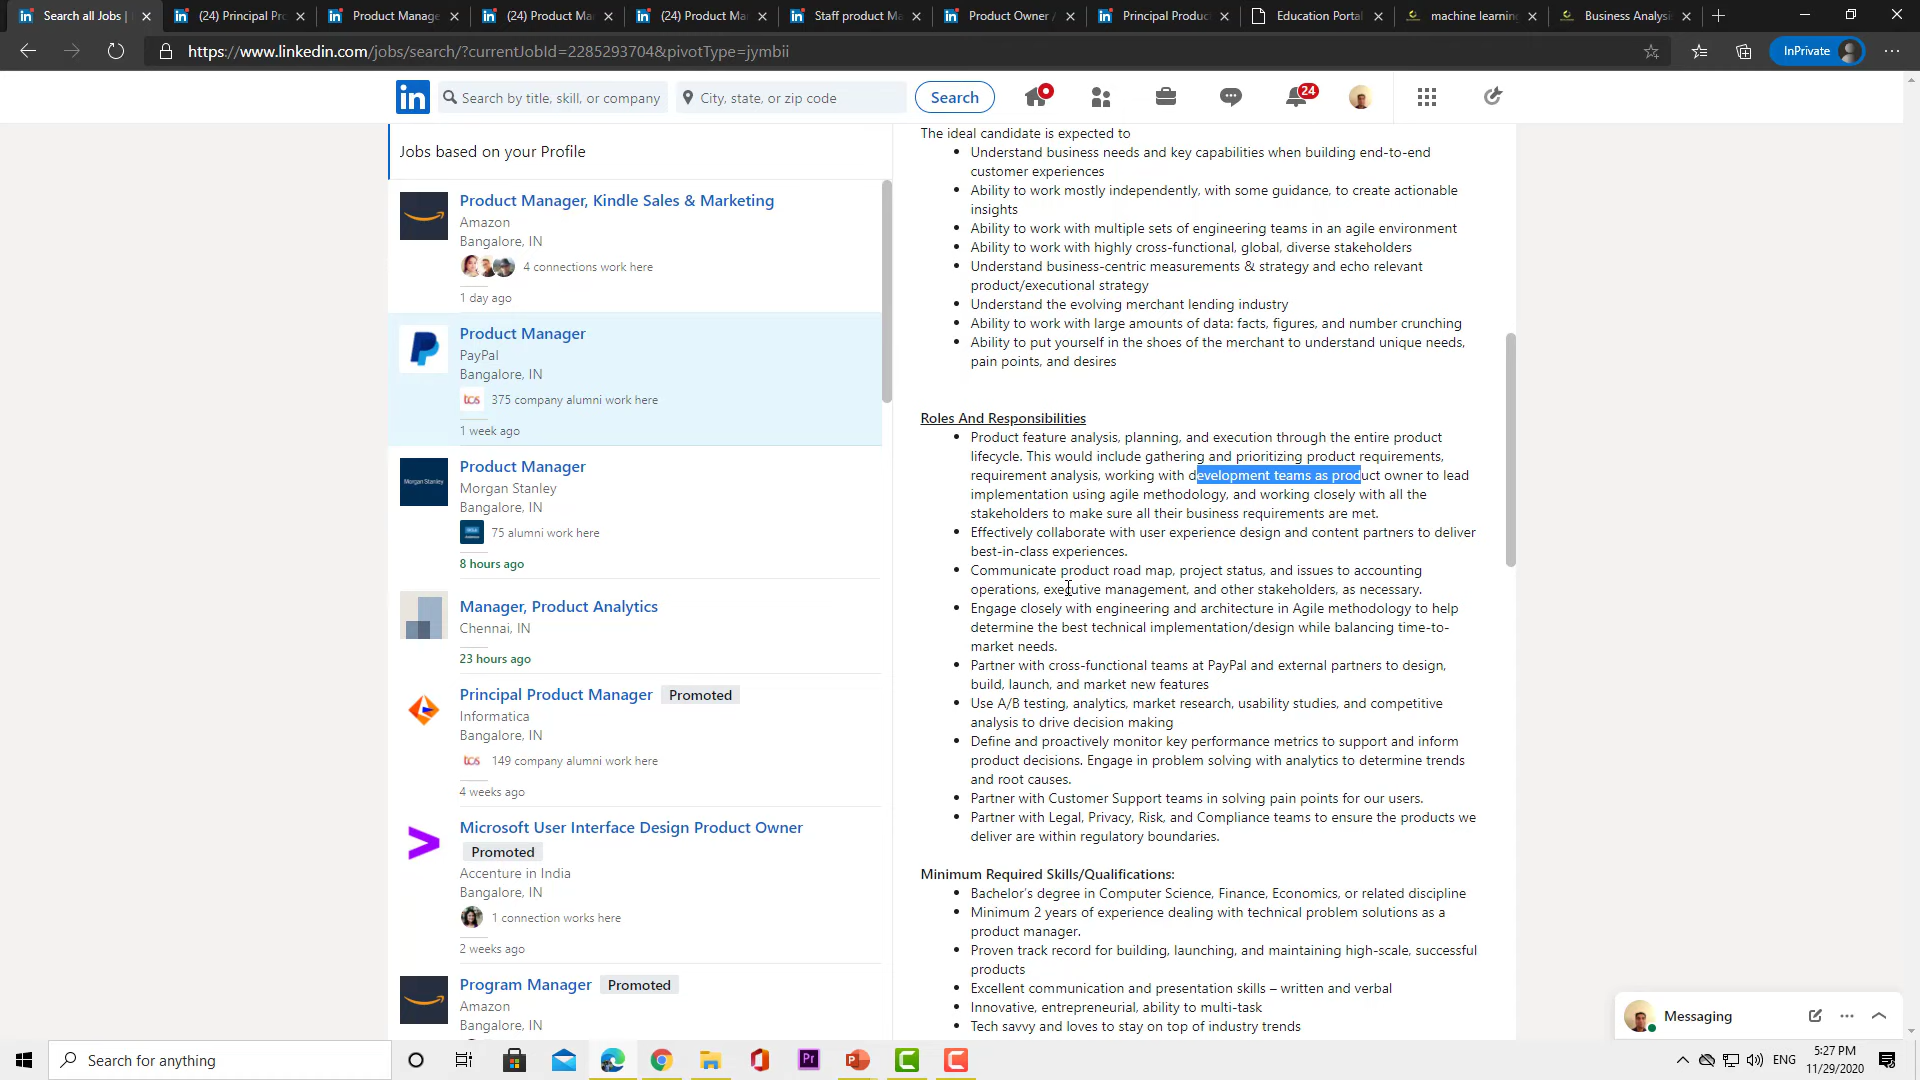 Search all Jobs |
(24) Principal Pro
Product Manage
(24) Product Ma
(24) Product Ma
Staff product Ma
Product Owner /
Principal Produc
Education Portal
machine learning
Business Analysi
https://www.linkedin.com/jobs/search/?currentJobId=2285293704&pivotType=jymbii
InPrivate
in
Search by title, skill, or company
City, state, or zip code
Search
24
Jobs based on your Profile
Product Manager, Kindle Sales & Marketing
Amazon
Bangalore, IN
4 connections work here
1 day ago
Product Manager
PayPal
Bangalore, IN
tcs
375 company alumni work here
1 week ago
Morgan Stanley
Product Manager
Morgan Stanley
Bangalore, IN
75 alumni work here
8 hours ago
Manager, Product Analytics
Chennai, IN
23 hours ago
Principal Product Manager Promoted
Informatica
Bangalore, IN
tcs
149 company alumni work here
4 weeks ago
Microsoft User Interface Design Product Owner
Promoted
Accenture in India
Bangalore, IN
1 connection works here
2 weeks ago
Program Manager Promoted
Amazon
Bangalore, IN
The ideal candidate is expected to
Understand business needs and key capabilities when building end-to-end
customer experiences
Ability to work mostly independently, with some guidance, to create actionable
insights
Ability to work with multiple sets of engineering teams in an agile environment
Ability to work with highly cross-functional, global, diverse stakeholders
Understand business-centric measurements & strategy and echo relevant
product/executional strategy
Understand the evolving merchant lending industry
Ability to work with large amounts of data: facts, figures, and number crunching
Ability to put yourself in the shoes of the merchant to understand unique needs,
pain points, and desires
Roles And Responsibilities
Product feature analysis, planning, and execution through the entire product
lifecycle. This would include gathering and prioritizing product requirements,
requirement analysis, working with development teams as product owner to lead
implementation using agile methodology, and working closely with all the
stakeholders to make sure all their business requirements are met.
Effectively collaborate with user experience design and content partners to deliver
best-in-class experiences.
Communicate product road map, project status, and issues to accounting
operations, executive management, and other stakeholders, as necessary.
Engage closely with engineering and architecture in Agile methodology to help
determine the best technical implementation/design while balancing time-to-
market needs.
Partner with cross-functional teams at PayPal and external partners to design,
build, launch, and market new features
Use A/B testing, analytics, market research, usability studies, and competitive
analysis to drive decision making
Define and proactively monitor key performance metrics to support and inform
product decisions. Engage in problem solving with analytics to determine trends
and root causes.
Partner with Customer Support teams in solving pain points for our users.
Partner with Legal, Privacy, Risk, and Compliance teams to ensure the products we
deliver are within regulatory boundaries.
Minimum Required Skills/Qualifications:
Bachelor's degree in Computer Science, Finance, Economics, or related discipline
Minimum 2 years of experience dealing with technical problem solutions as a
product manager.
Proven track record for building, launching, and maintaining high-scale, successful
products
Excellent communication and presentation skills – written and verbal
Innovative, entrepreneurial, ability to multi-task
Tech savvy and loves to stay on top of industry trends
Messaging
Search for anything
Pr
ENG
5:27 PM
11/29/2020